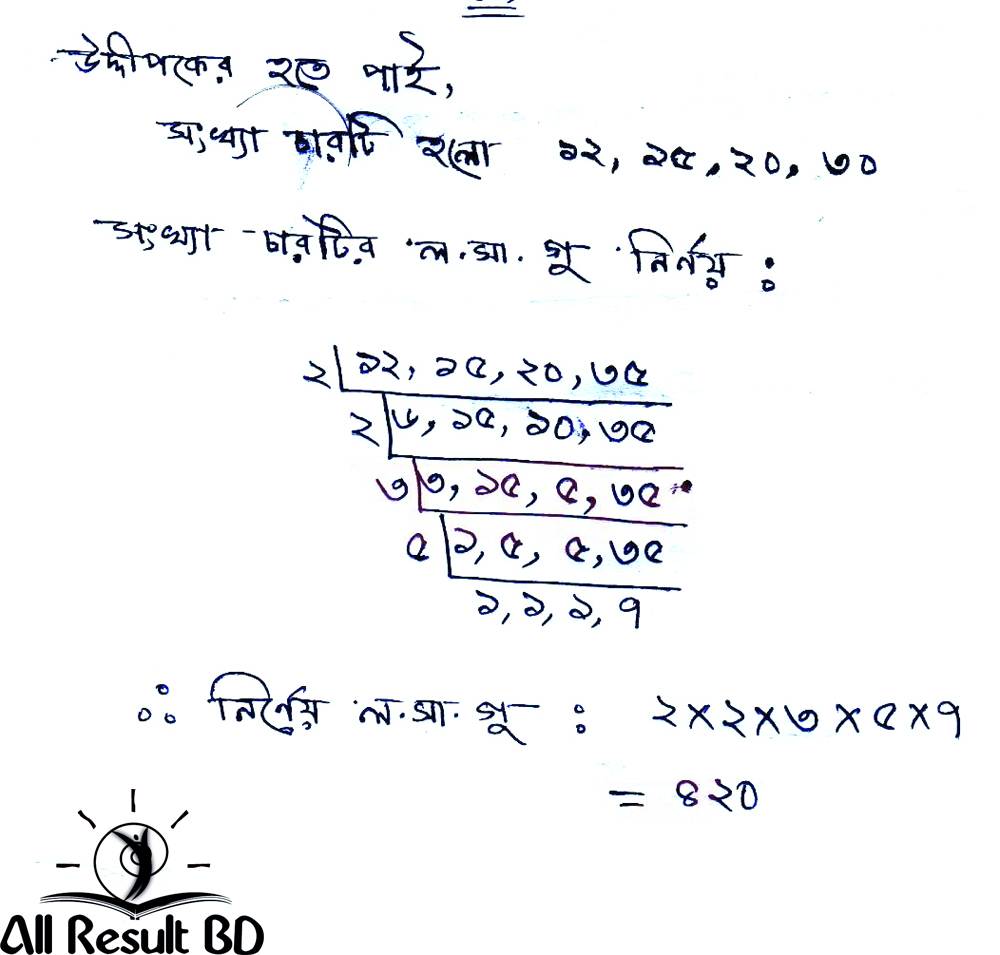 উদ্দীপকের হতে পাই,
সংখ্যা চারটি হলো ১২, ১৫, ২০, ৩০
সংখ্যা চারটির ল.সা.গু নির্নয় :
২ ১২, ১৫, ২০, ৩৫
২ ৬, ১৫, ১০, ৩৫
৩ ৩, ১৫, ৫, ৩৫
৫ ১, ৫, ৫, ৩৫
১, ১, ১, ৭
∴ নির্নেয় ল.সা.গু : ২×২×৩×৫×৭
= ৪২০
All Result BD